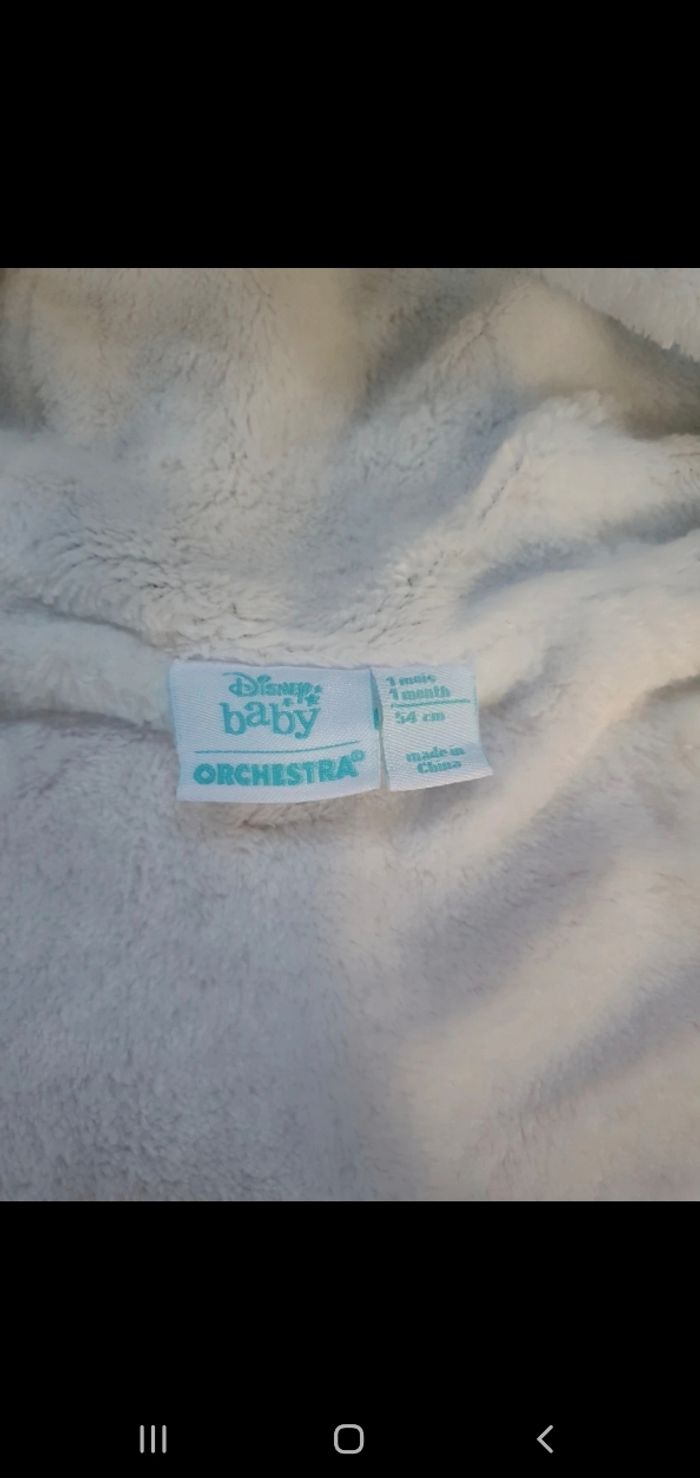 Disney
baby
ORCHESTRA®
1 mois
1 month
54 cm
made in
China